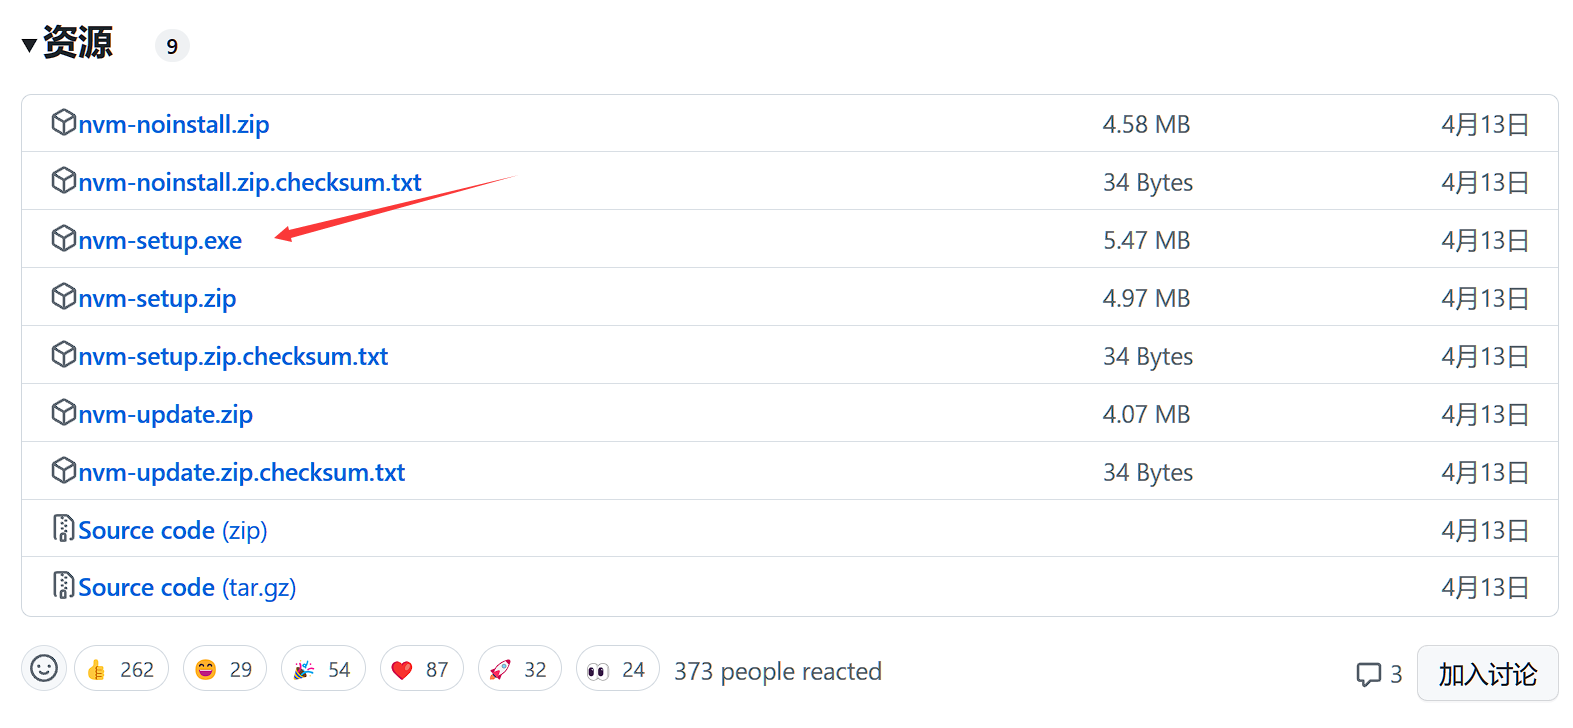 资源 9
nvm-noinstall.zip 4.58 MB 4月13日
nvm-noinstall.zip.checksum.txt 34 Bytes 4月13日
nvm-setup.exe 5.47 MB 4月13日
nvm-setup.zip 4.97 MB 4月13日
nvm-setup.zip.checksum.txt 34 Bytes 4月13日
nvm-update.zip 4.07 MB 4月13日
nvm-update.zip.checksum.txt 34 Bytes 4月13日
Source code (zip) 4月13日
Source code (tar.gz) 4月13日
262 29 54 87 32 24 373 people reacted 3 加入讨论